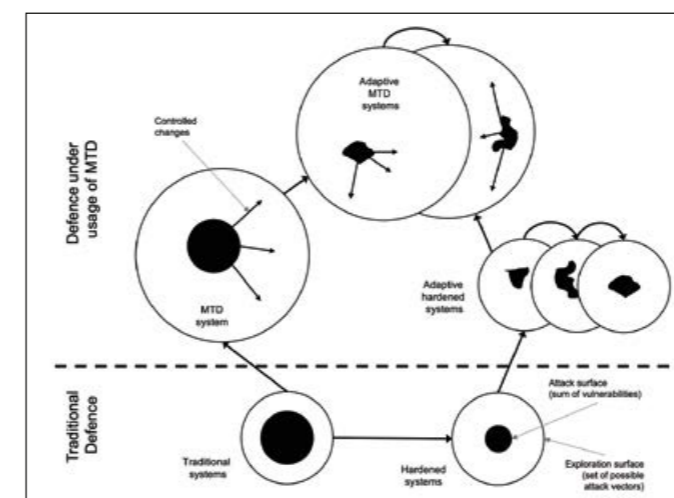 Defence under
usage of MTD
Controlled
changes
Adaptive
MTD
systems
MTD
system
Adaptive
hardened
systems
Traditional
Defence
Traditional
systems
Hardened
systems
Attack surface
(sum of vulnerabilities)
Exploration surface
(set of possible
attack vectors)